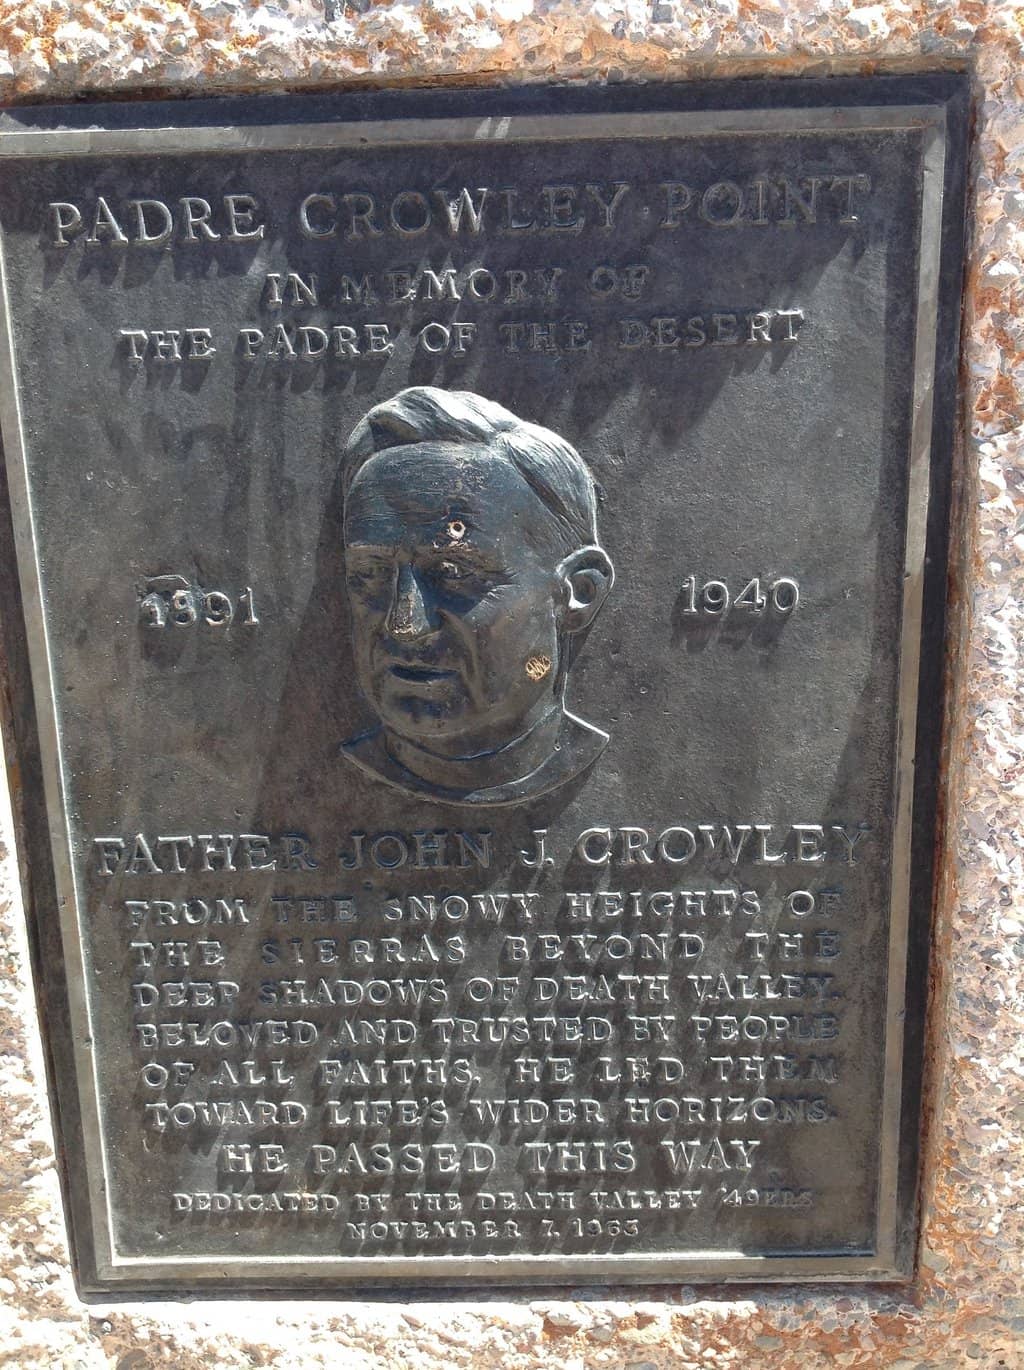 PADRE CROWLEY POINT
IN MEMORY OF
THE PADRE OF THE DESERT
1891
1940
FATHER JOHN J. CROWLEY
FROM THE SNOWY HEIGHTS OF
THE SIERRAS BEYOND THE
DEEP SHADOWS OF DEATH VALLEY.
BELOVED AND TRUSTED BY PEOPLE
OF ALL FAITHS, HE LED THEM
TOWARD LIFE'S WIDER HORIZONS.
HE PASSED THIS WAY
DEDICATED BY THE DEATH VALLEY '49ERS
NOVEMBER 7, 1963